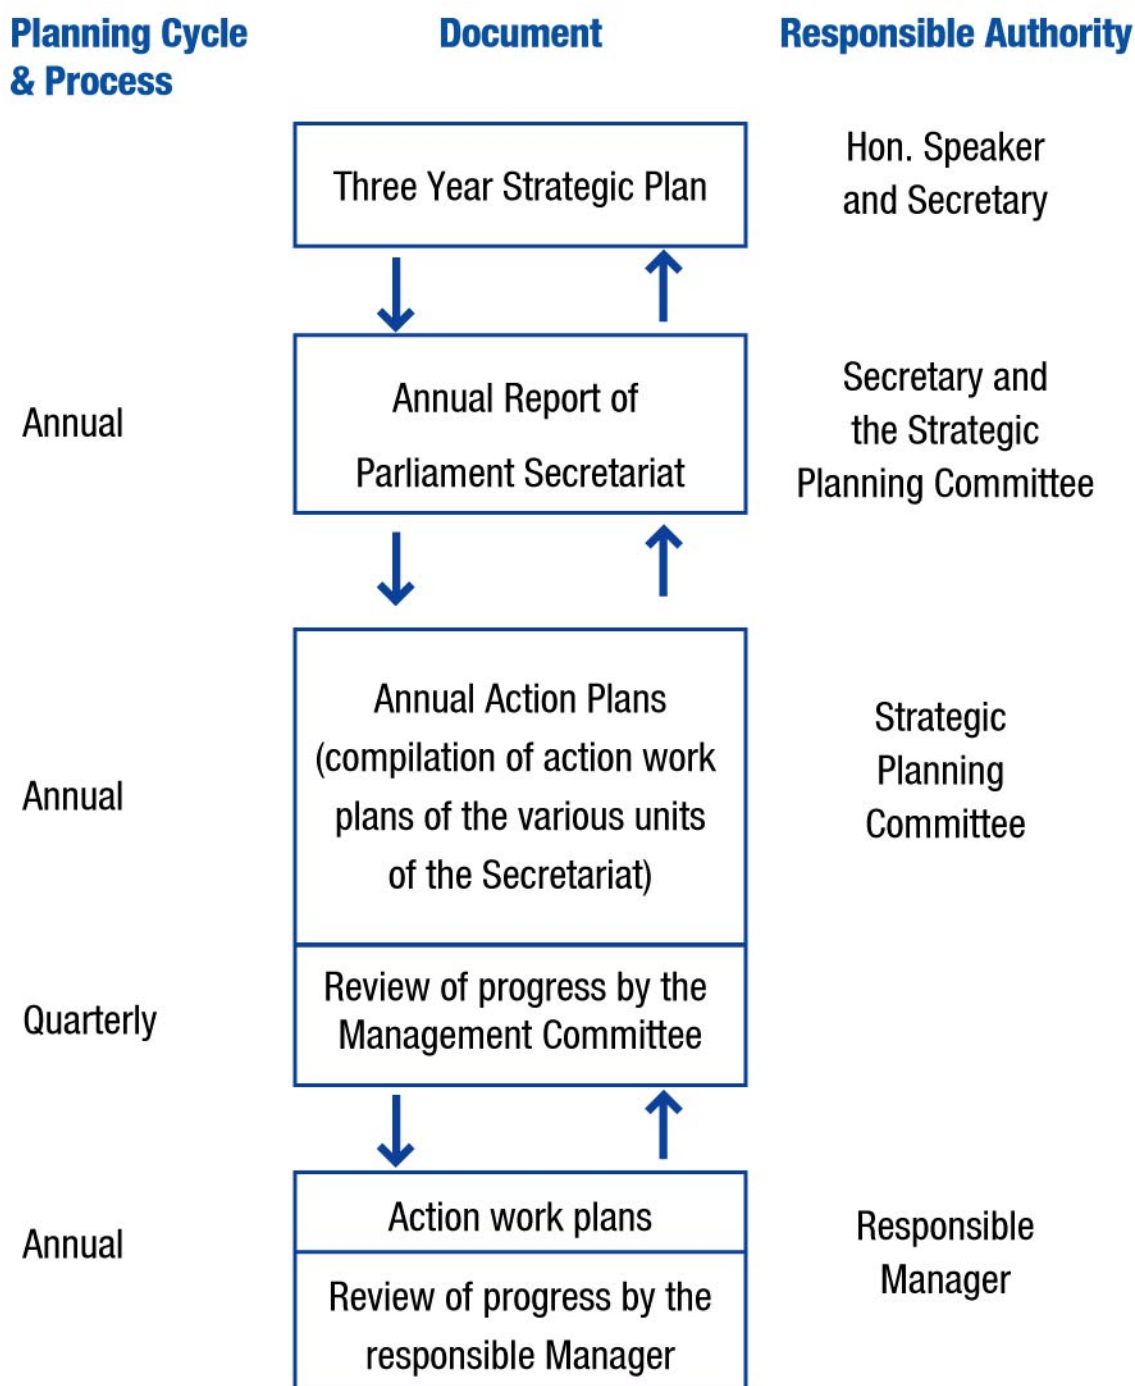 Planning Cycle
& Process
Document
Responsible Authority
Three Year Strategic Plan
Hon. Speaker
and Secretary
Annual
Annual Report of
Parliament Secretariat
Secretary and
the Strategic
Planning Committee
Annual
Annual Action Plans
(compilation of action work
plans of the various units
of the Secretariat)
Strategic
Planning
Committee
Quarterly
Review of progress by the
Management Committee
Annual
Action work plans
Responsible
Manager
Review of progress by the
responsible Manager